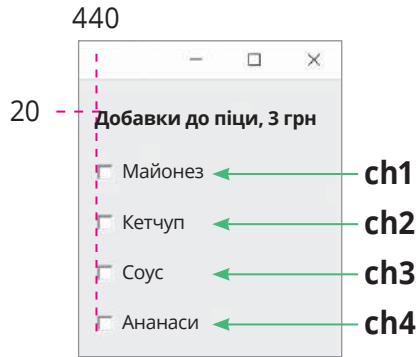 440
20
Добавки до піци, 3 грн
Майонез ch1
Кетчуп ch2
Соус ch3
Ананаси ch4